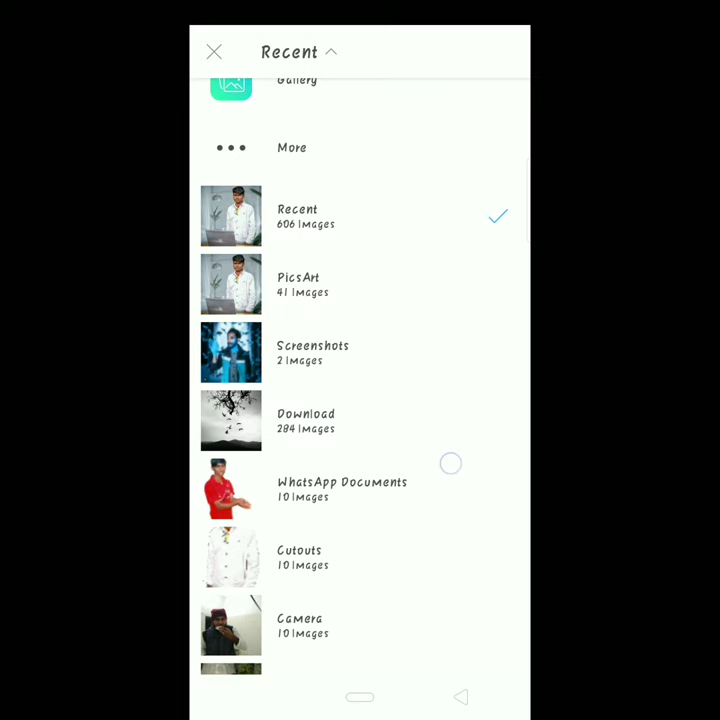 Recent
Gallery
More
Recent
606 Images
PicsArt
41 Images
Screenshots
2 Images
Download
284 Images
WhatsApp Documents
10 Images
Cutouts
10 Images
Camera
10 Images